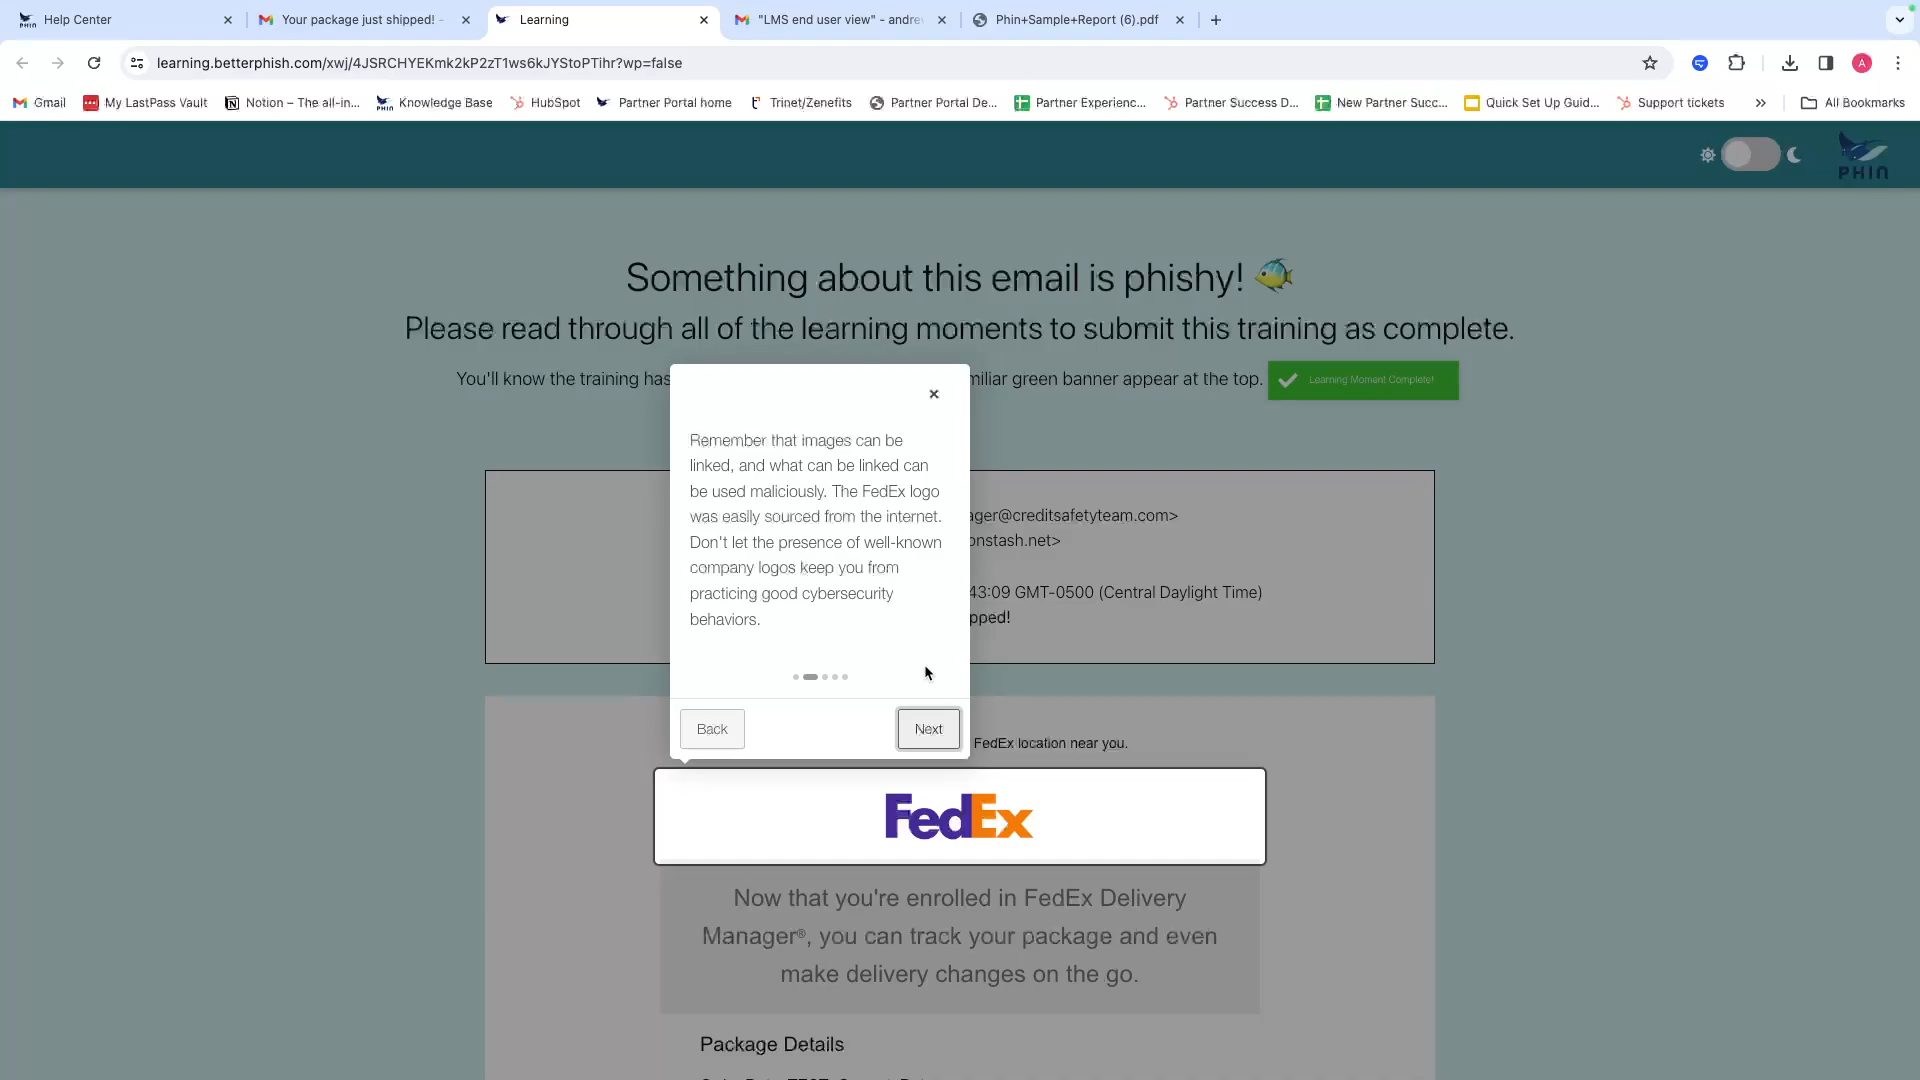 Help Center
Your package just shipped! -
Learning
"LMS end user view" - andre
Phin+Sample+Report (6).pdf
learning.betterphish.com/xwj/4JSRCHYEKmk2kP2zT1ws6kJYStoPTihr?wp=false
A
Gmail
My LastPass Vault
Notion – The all-in...
Knowledge Base
HubSpot
Partner Portal home
Trinet/Zenefits
Partner Portal De...
Partner Experienc...
Partner Success D...
New Partner Succ...
Quick Set Up Guid...
Support tickets
All Bookmarks
PHIN
Something about this email is phishy!
Please read through all of the learning moments to submit this training as complete.
You'll know the training has
miliar green banner appear at the top.
Learning Moment Complete!
Remember that images can be
linked, and what can be linked can
be used maliciously. The FedEx logo
was easily sourced from the internet.
Don't let the presence of well-known
company logos keep you from
practicing good cybersecurity
behaviors.
Back
Next
ager@creditsafetyteam.com>
onstash.net>
43:09 GMT-0500 (Central Daylight Time)
pped!
FedEx location near you.
FedEx
Now that you're enrolled in FedEx Delivery
Manager®, you can track your package and even
make delivery changes on the go.
Package Details